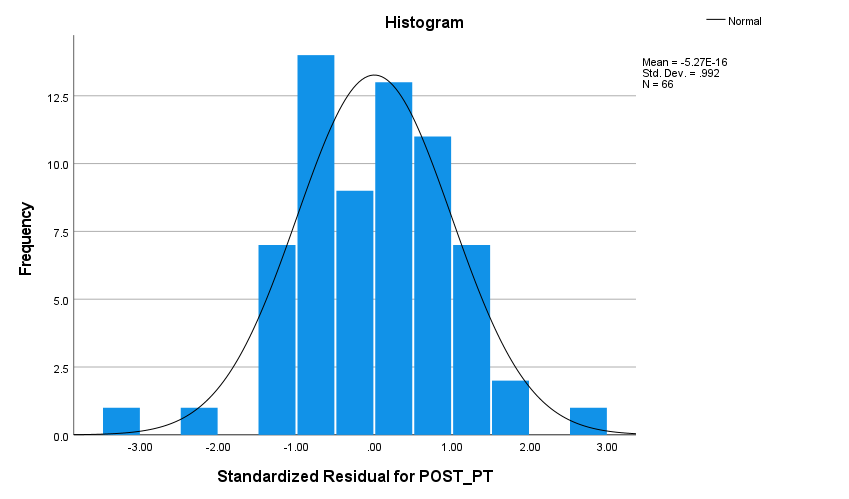 Histogram
Normal
Mean = -5.27E-16
Std. Dev. = .992
N = 66
Frequency
12.5
10.0
7.5
5.0
2.5
0.0
-3.00 -2.00 -1.00 .00 1.00 2.00 3.00
Standardized Residual for POST_PT